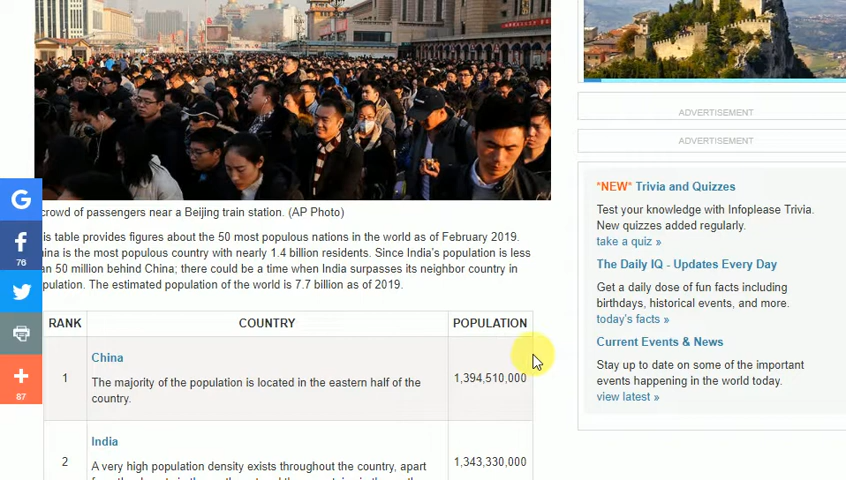 crowd of passengers near a Beijing train station. (AP Photo)
is table provides figures about the 50 most populous nations in the world as of February 2019.
ina is the most populous country with nearly 1.4 billion residents. Since India's population is less
an 50 million behind China; there could be a time when India surpasses its neighbor country in
pulation. The estimated population of the world is 7.7 billion as of 2019.
RANK COUNTRY POPULATION
China
1 The majority of the population is located in the eastern half of the 1,394,510,000
country.
India
2 A very high population density exists throughout the country, apart 1,343,330,000
G
f
76
+
87
ADVERTISEMENT
ADVERTISEMENT
*NEW* Trivia and Quizzes
Test your knowledge with Infoplease Trivia.
New quizzes added regularly.
take a quiz »
The Daily IQ - Updates Every Day
Get a daily dose of fun facts including
birthdays, historical events, and more.
today's facts »
Current Events & News
Stay up to date on some of the important
events happening in the world today.
view latest »